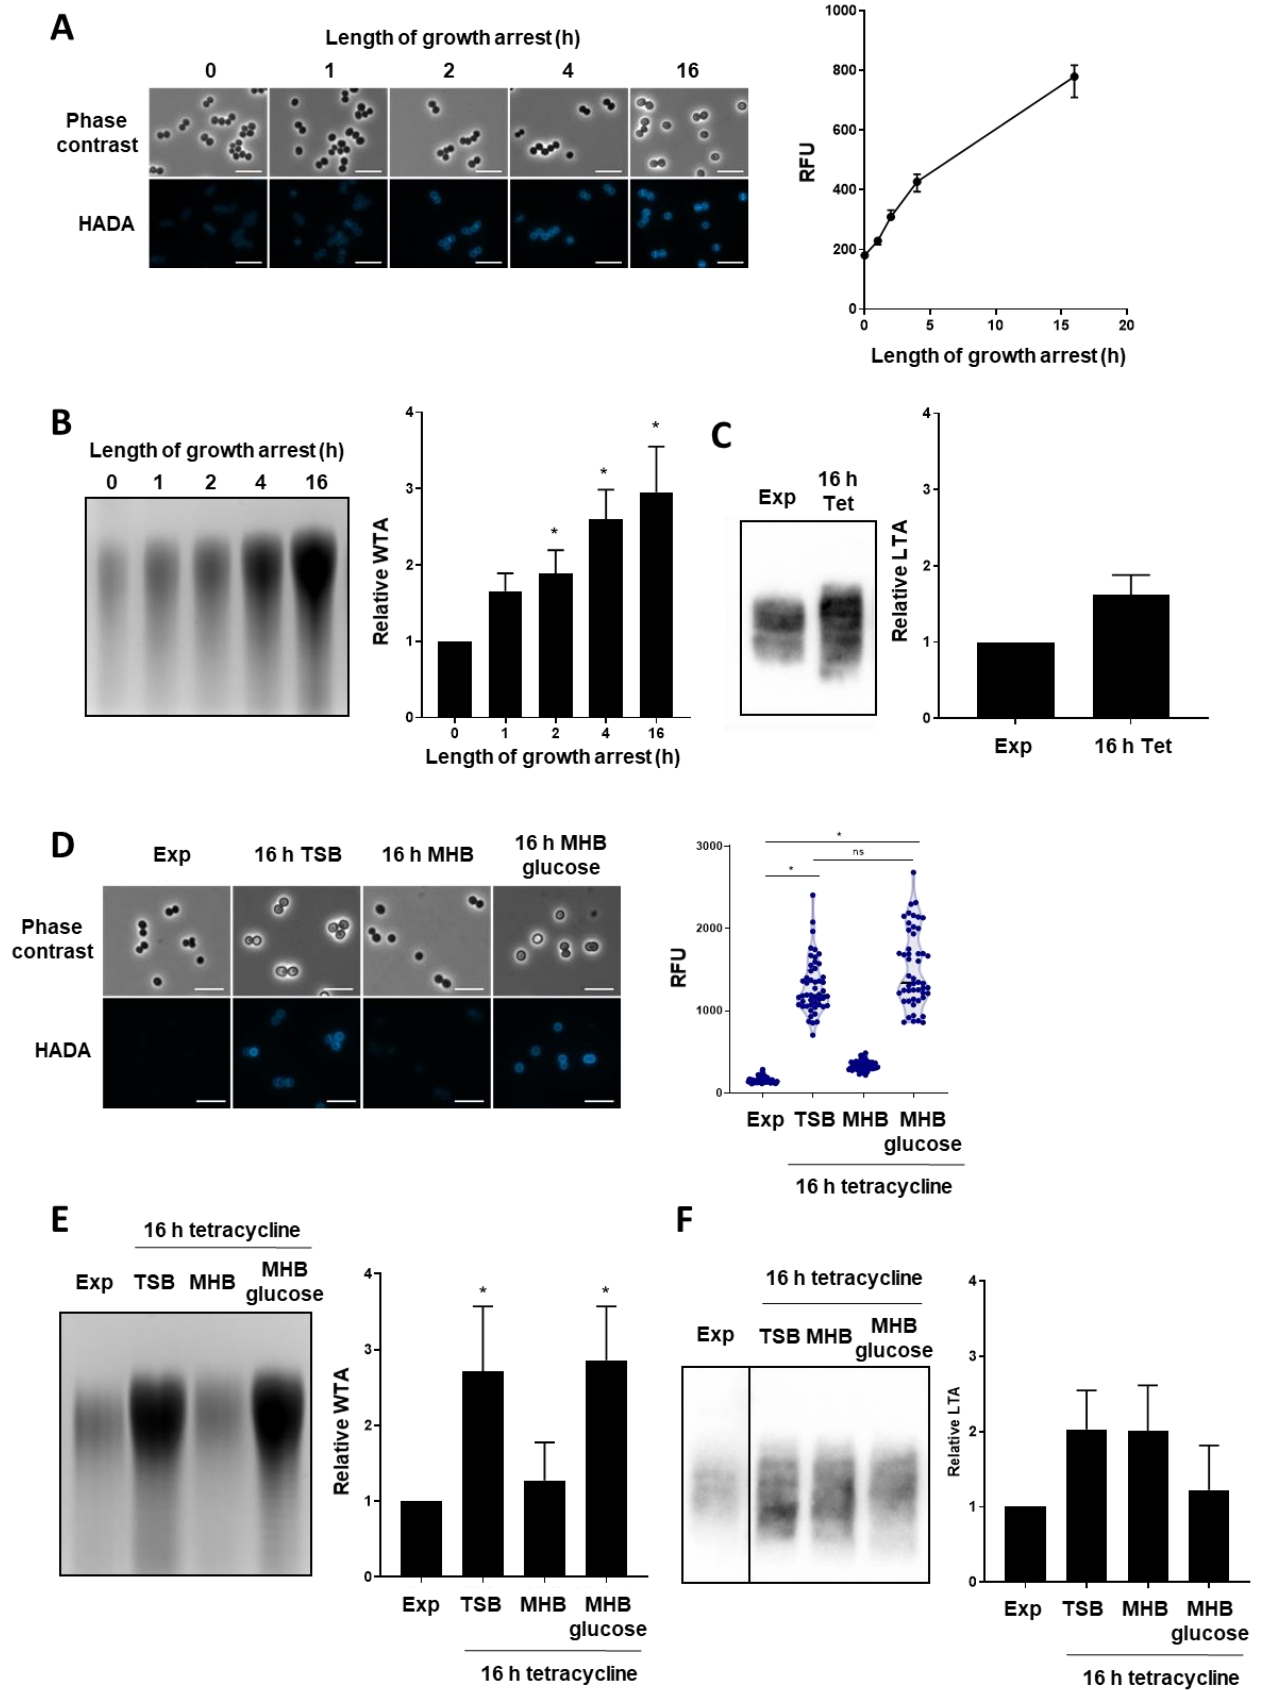 A
Length of growth arrest (h)
0 1 2 4 16
Phase
contrast
HADA
1000
800
600
400
200
0
RFU
0 5 10 15 20
Length of growth arrest (h)
B
Length of growth arrest (h)
0 1 2 4 16
4
3
2
1
0
Relative WTA
* * *
0 1 2 4 16
Length of growth arrest (h)
C
Exp
16 h
Tet
4
3
2
1
0
Relative LTA
Exp 16 h Tet
D
Exp 16 h TSB 16 h MHB
16 h MHB
glucose
Phase
contrast
HADA
3000
2000
1000
0
RFU
*
ns
*
Exp TSB MHB MHB
glucose
16 h tetracycline
E
16 h tetracycline
Exp TSB MHB
MHB
glucose
4
3
2
1
0
Relative WTA
* *
Exp TSB MHB MHB
glucose
16 h tetracycline
F
16 h tetracycline
Exp TSB MHB
MHB
glucose
4
3
2
1
0
Relative LTA
Exp TSB MHB MHB
glucose
16 h tetracycline